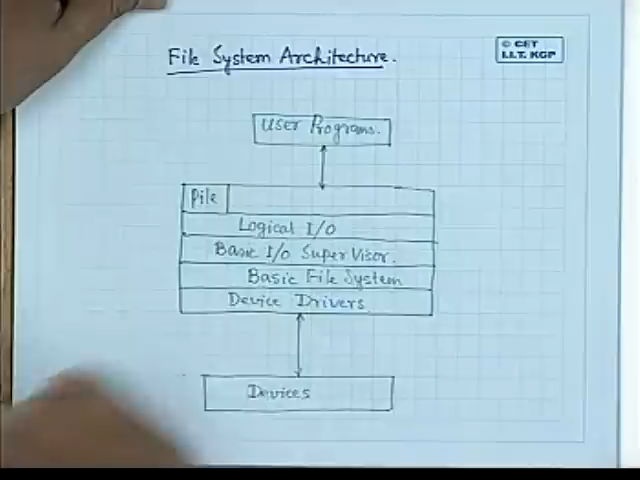 File System Architecture.
© CET
I.I.T. KGP
User Programs.
Pile
Logical I/O
Basic I/O SuperVisor.
Basic File System
Device Drivers
Devices